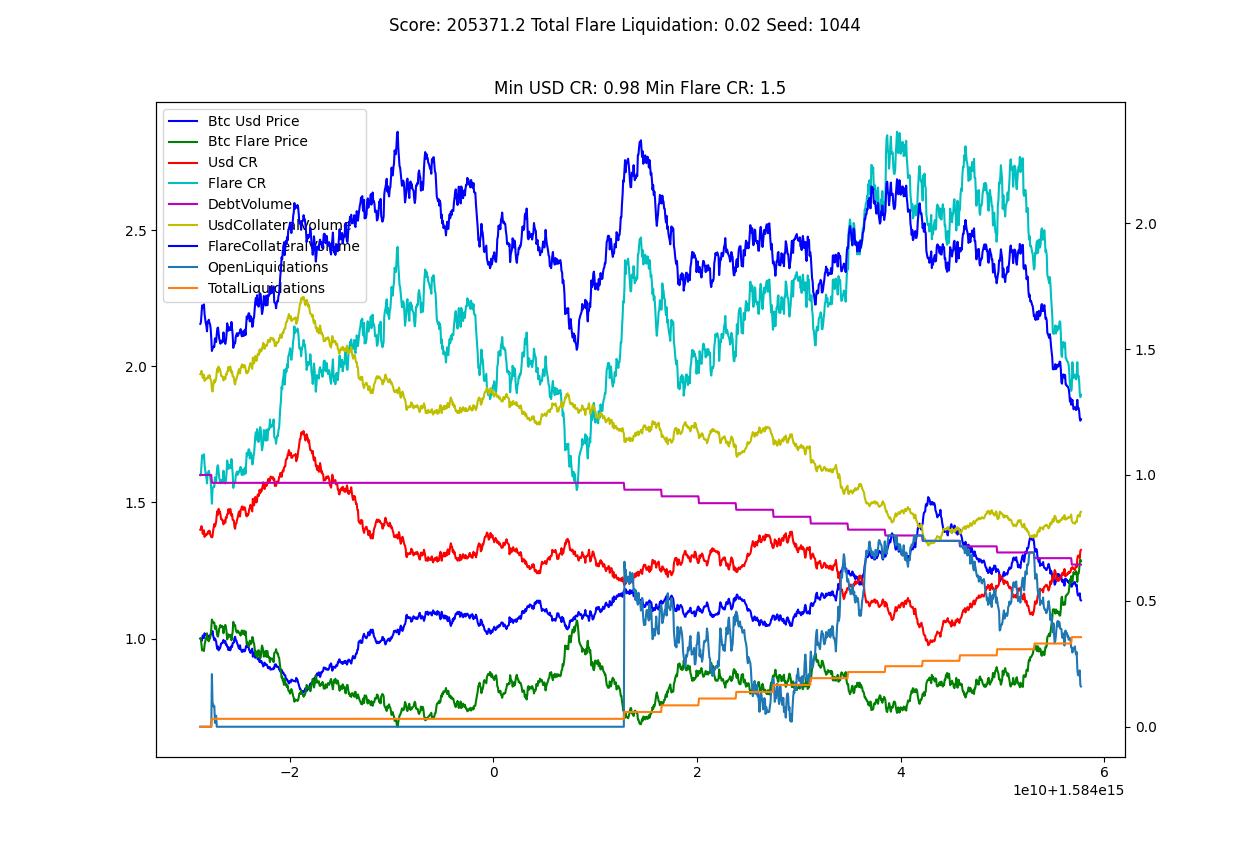 Score: 205371.2 Total Flare Liquidation: 0.02 Seed: 1044
Min USD CR: 0.98 Min Flare CR: 1.5
Btc Usd Price
Btc Flare Price
Usd CR
Flare CR
DebtVolume
UsdCollateralVolume
FlareCollateralVolume
OpenLiquidations
TotalLiquidations
2.5
2.0
1.5
1.0
2.0
1.5
1.0
0.5
0.0
−2
0
2
4
6
1e10+1.584e15